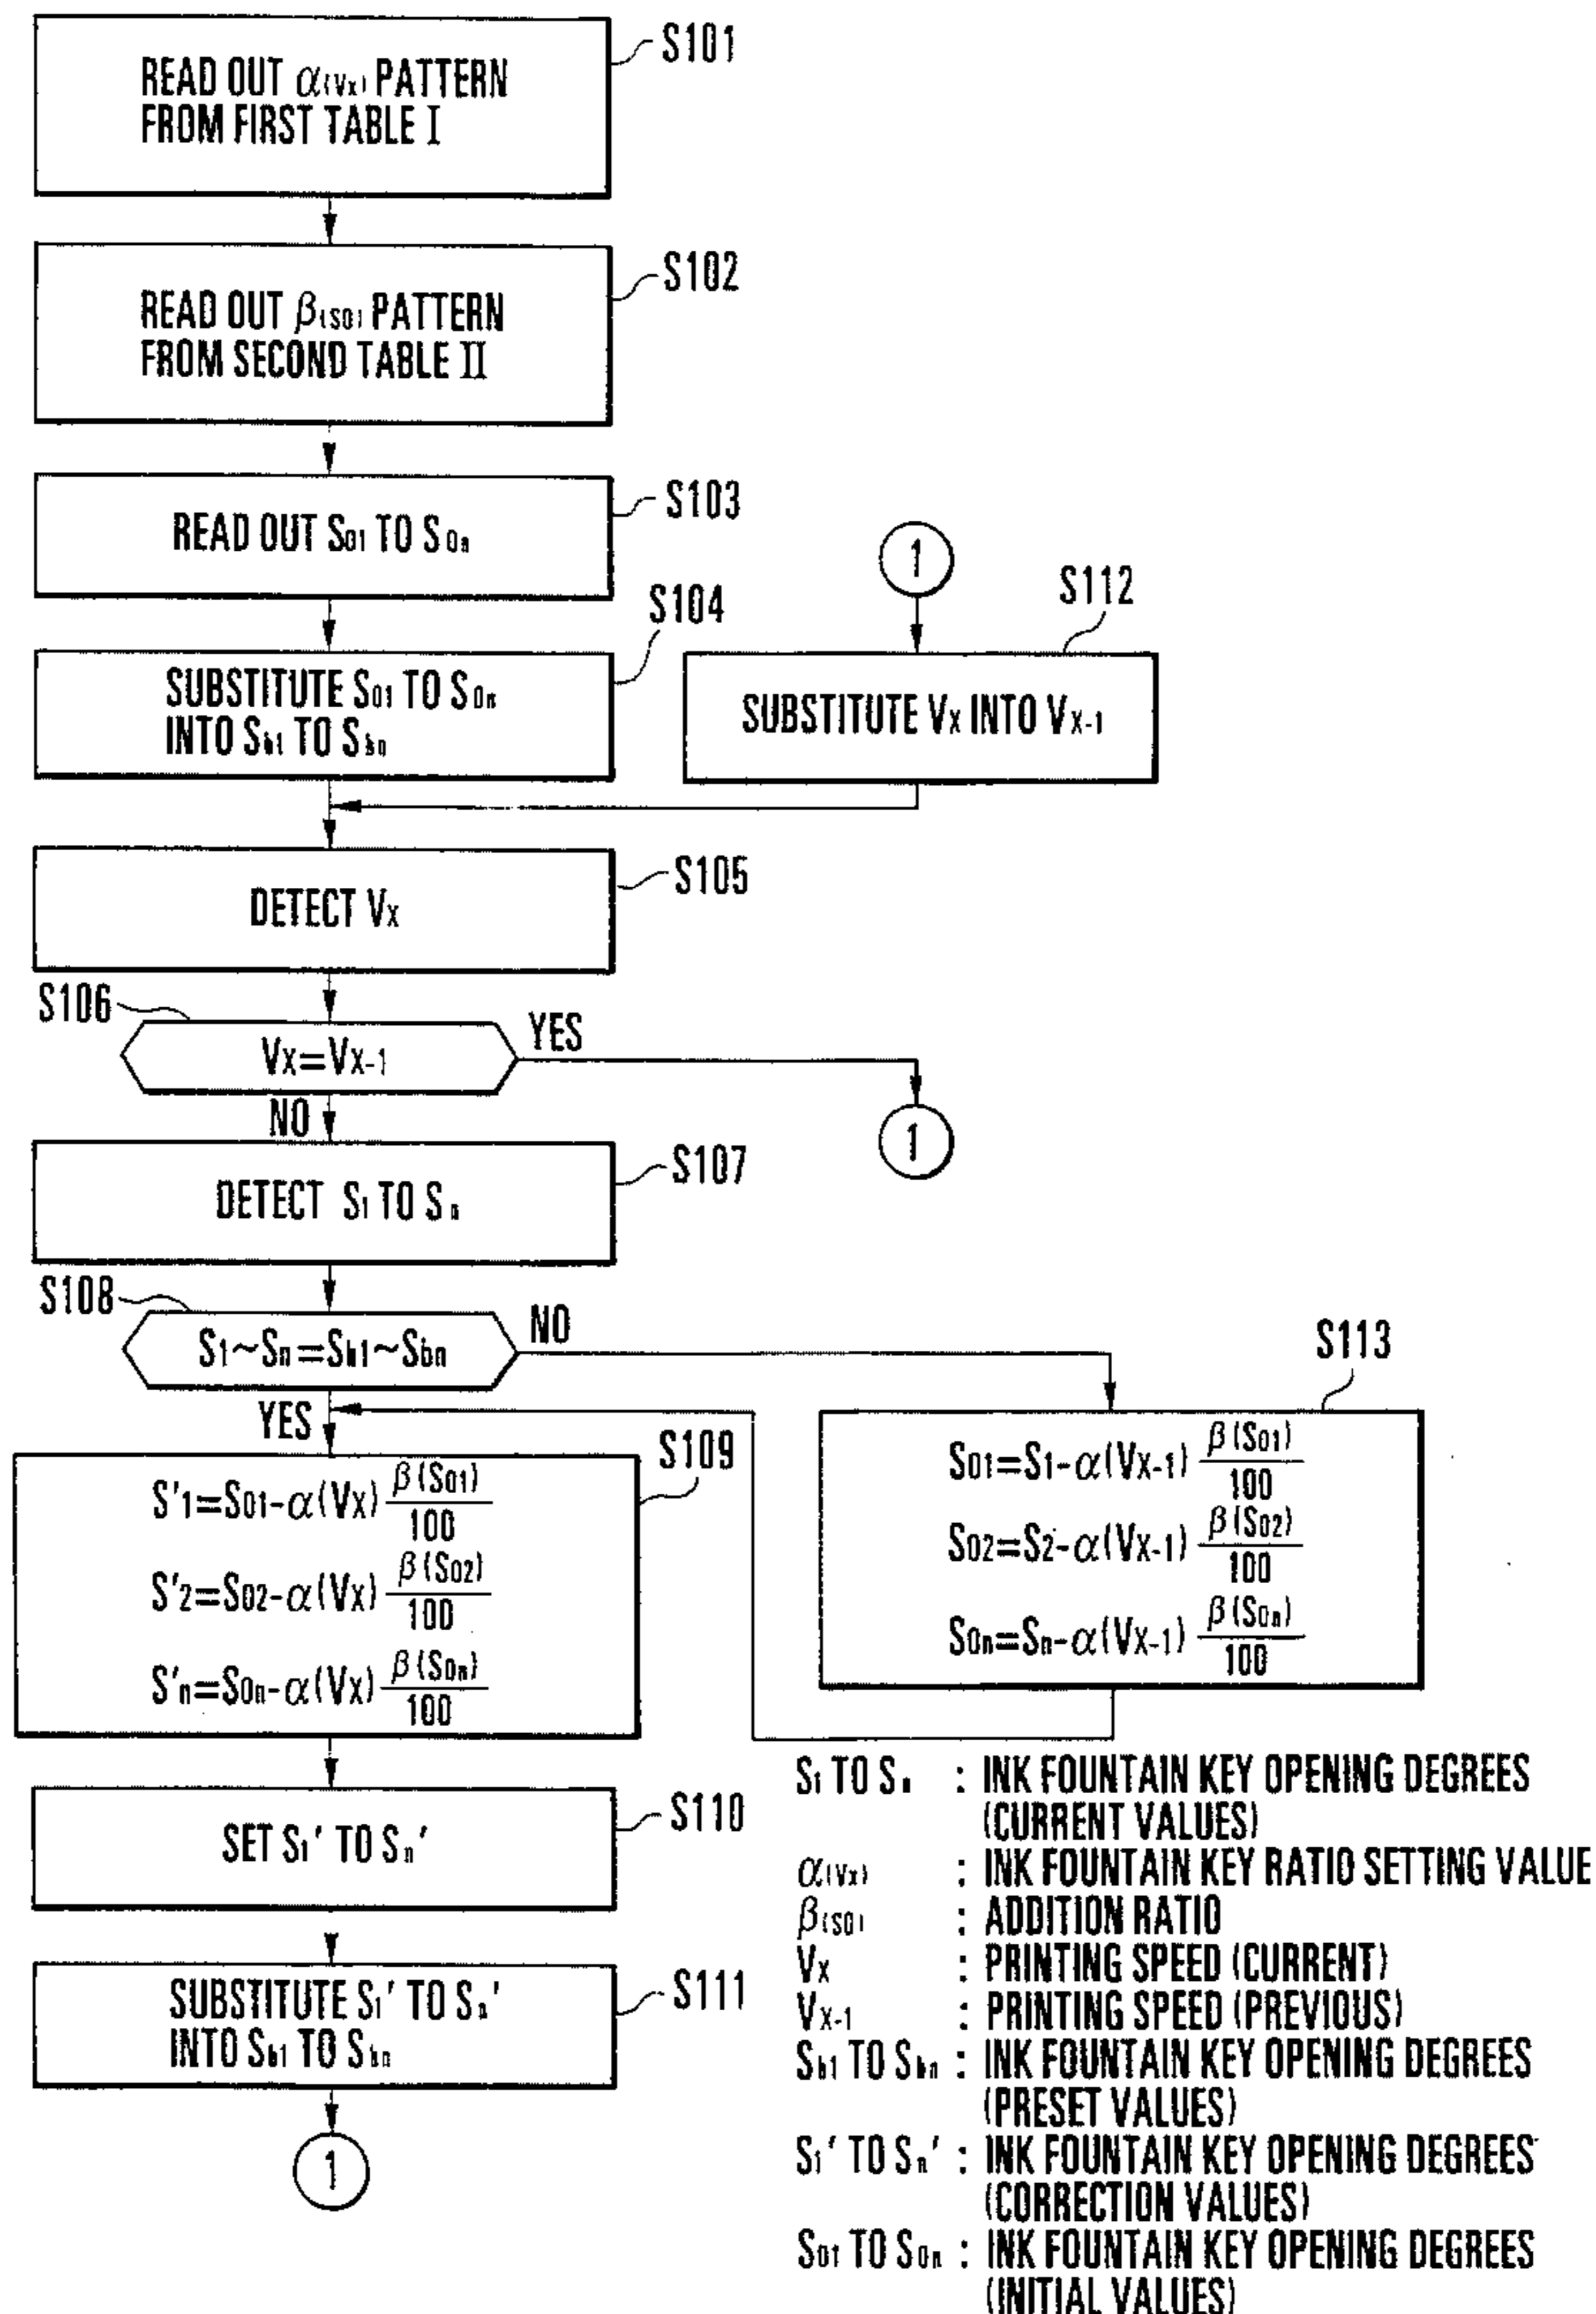 S101
READ OUT α(Vx) PATTERN
FROM FIRST TABLE I
S102
READ OUT β(S0) PATTERN
FROM SECOND TABLE II
S103
READ OUT S01 TO S0n
S104
SUBSTITUTE S01 TO S0n
INTO Sb1 TO Sbn
1
S112
SUBSTITUTE VX INTO VX-1
S105
DETECT VX
S106
VX=VX-1
YES
NO
1
S107
DETECT S1 TO Sn
S108
S1~Sn=Sb1~Sbn
NO
YES
S109
S'1=S01-α(VX) β(S01)/100
S'2=S02-α(VX) β(S02)/100
S'n=S0n-α(VX) β(S0n)/100
S113
S01=S1-α(VX-1) β(S01)/100
S02=S2-α(VX-1) β(S02)/100
S0n=Sn-α(VX-1) β(S0n)/100
S110
SET S1' TO Sn'
S111
SUBSTITUTE S1' TO Sn'
INTO Sb1 TO Sbn
1
S1 TO Sn : INK FOUNTAIN KEY OPENING DEGREES
(CURRENT VALUES)
α(Vx) : INK FOUNTAIN KEY RATIO SETTING VALUE
β(S0) : ADDITION RATIO
VX : PRINTING SPEED (CURRENT)
VX-1 : PRINTING SPEED (PREVIOUS)
Sb1 TO Sbn : INK FOUNTAIN KEY OPENING DEGREES
(PRESET VALUES)
S1' TO Sn' : INK FOUNTAIN KEY OPENING DEGREES
(CORRECTION VALUES)
S01 TO S0n : INK FOUNTAIN KEY OPENING DEGREES
(INITIAL VALUES)